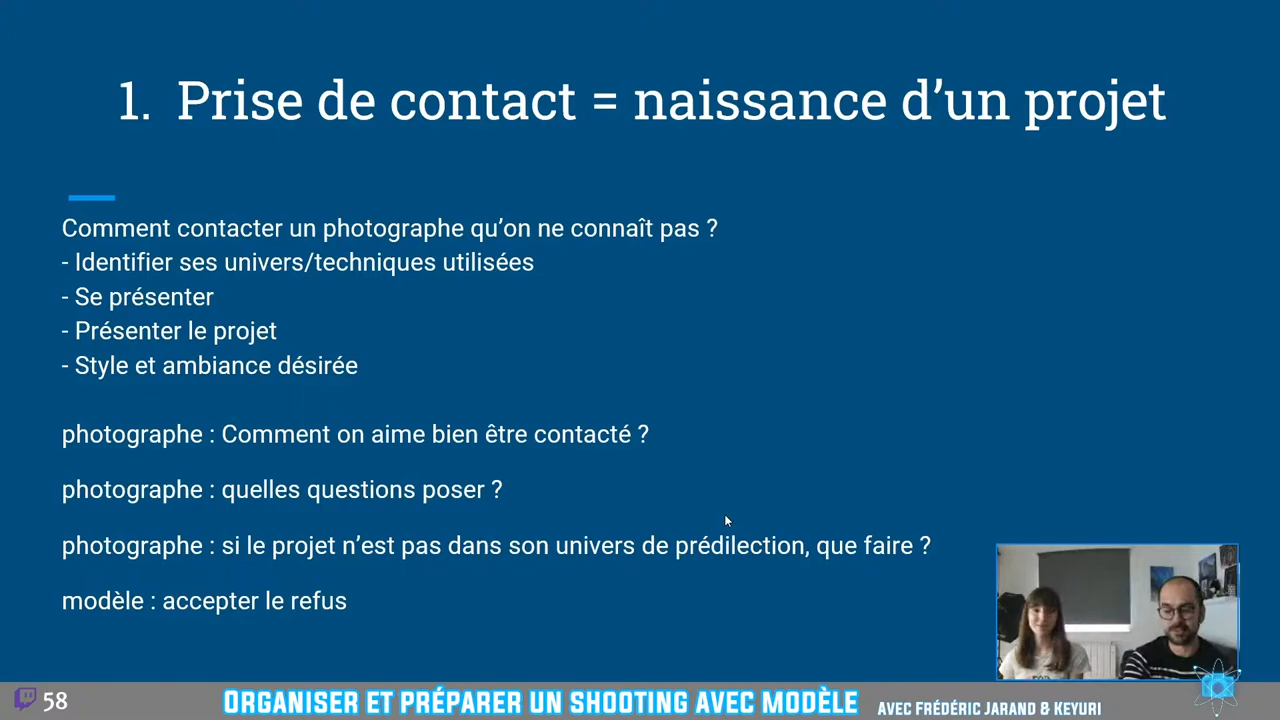 1. Prise de contact = naissance d’un projet
Comment contacter un photographe qu’on ne connaît pas ?
- Identifier ses univers/techniques utilisées
- Se présenter
- Présenter le projet
- Style et ambiance désirée
photographe : Comment on aime bien être contacté ?
photographe : quelles questions poser ?
photographe : si le projet n’est pas dans son univers de prédilection, que faire ?
modèle : accepter le refus
58
ORGANISER ET PRÉPARER UN SHOOTING AVEC MODÈLE
AVEC FRÉDÉRIC JARAND & KEYURI